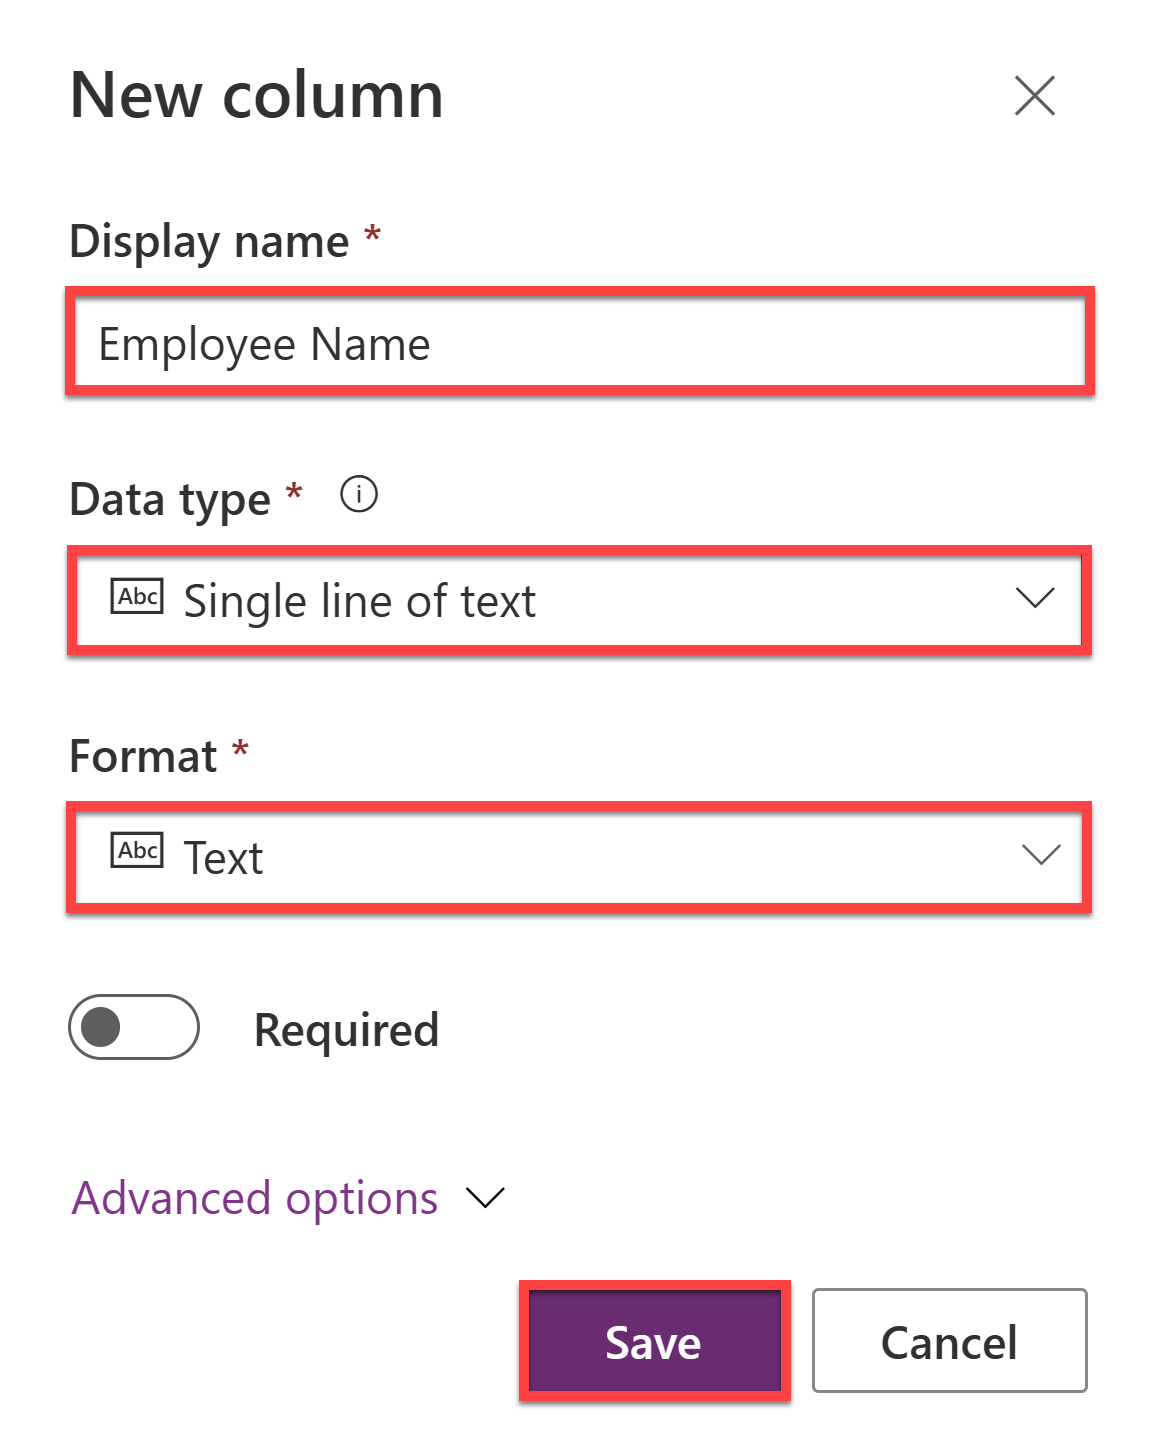 New column
Display name *
Employee Name
Data type *
Abc Single line of text
Format *
Abc Text
Required
Advanced options
Save Cancel